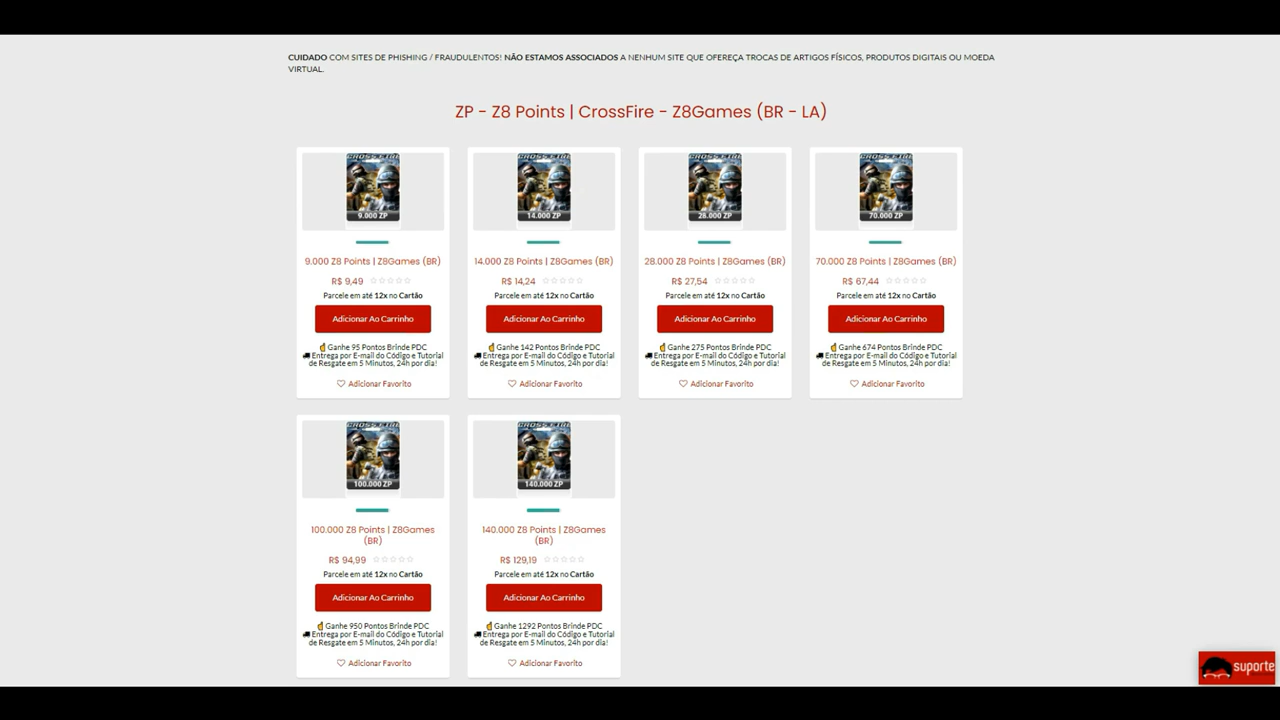 CUIDADO COM SITES DE PHISHING / FRAUDULENTOS! NÃO ESTAMOS ASSOCIADOS A NENHUM SITE QUE OFEREÇA TROCAS DE ARTIGOS FÍSICOS, PRODUTOS DIGITAIS OU MOEDA
VIRTUAL.
ZP - Z8 Points | CrossFire - Z8Games (BR - LA)
CROSS FIRE
9.000 ZP
9.000 Z8 Points | Z8Games (BR)
R$ 9,49
Parcele em até 12x no Cartão
Adicionar Ao Carrinho
Ganhe 95 Pontos Brinde PDC
Entrega por E-mail do Código e Tutorial
de Resgate em 5 Minutos, 24h por dia!
Adicionar Favorito
CROSS FIRE
14.000 ZP
14.000 Z8 Points | Z8Games (BR)
R$ 14,24
Parcele em até 12x no Cartão
Adicionar Ao Carrinho
Ganhe 142 Pontos Brinde PDC
Entrega por E-mail do Código e Tutorial
de Resgate em 5 Minutos, 24h por dia!
Adicionar Favorito
CROSS FIRE
28.000 ZP
28.000 Z8 Points | Z8Games (BR)
R$ 27,54
Parcele em até 12x no Cartão
Adicionar Ao Carrinho
Ganhe 275 Pontos Brinde PDC
Entrega por E-mail do Código e Tutorial
de Resgate em 5 Minutos, 24h por dia!
Adicionar Favorito
CROSS FIRE
70.000 ZP
70.000 Z8 Points | Z8Games (BR)
R$ 67,44
Parcele em até 12x no Cartão
Adicionar Ao Carrinho
Ganhe 674 Pontos Brinde PDC
Entrega por E-mail do Código e Tutorial
de Resgate em 5 Minutos, 24h por dia!
Adicionar Favorito
CROSS FIRE
100.000 ZP
100.000 Z8 Points | Z8Games
(BR)
R$ 94,99
Parcele em até 12x no Cartão
Adicionar Ao Carrinho
Ganhe 950 Pontos Brinde PDC
Entrega por E-mail do Código e Tutorial
de Resgate em 5 Minutos, 24h por dia!
Adicionar Favorito
CROSS FIRE
140.000 ZP
140.000 Z8 Points | Z8Games
(BR)
R$ 129,19
Parcele em até 12x no Cartão
Adicionar Ao Carrinho
Ganhe 1292 Pontos Brinde PDC
Entrega por E-mail do Código e Tutorial
de Resgate em 5 Minutos, 24h por dia!
Adicionar Favorito
suporte